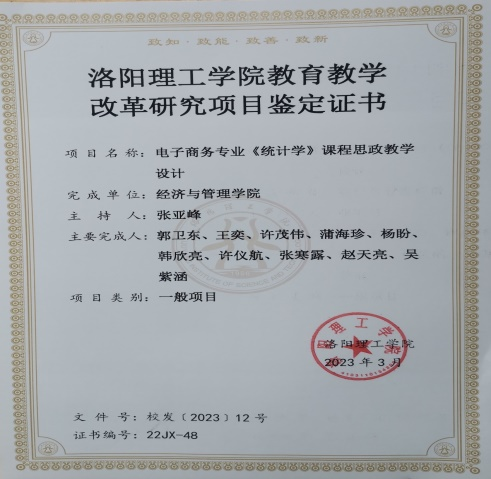 致知·致能·致善·致新
洛阳理工学院教育教学
改革研究项目鉴定证书
项目名称：电子商务专业《统计学》课程思政教学
设计
完成单位：经济与管理学院
主持人：张亚峰
主要完成人：郭卫东、王奕、许茂伟、蒲海珍、杨盼、
韩欣亮、许仪航、张寒露、赵天亮、吴
紫涵
项目类别：一般项目
洛阳理工学院
2023年3月
文件号：校发〔2023〕12号
证书编号：22JX-48